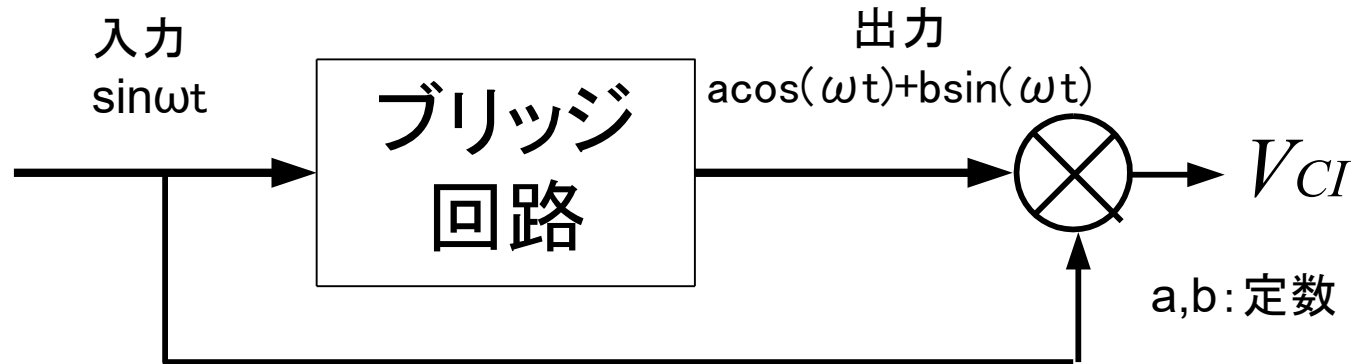 入力
sinωt
ブリッジ
回路
出力
acos(ωt)+bsin(ωt)
VCI
a,b:定数